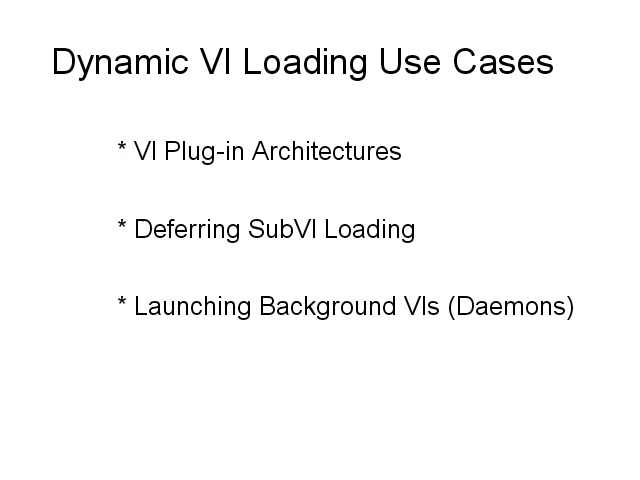 Dynamic VI Loading Use Cases
* VI Plug-in Architectures
* Deferring SubVI Loading
* Launching Background VIs (Daemons)